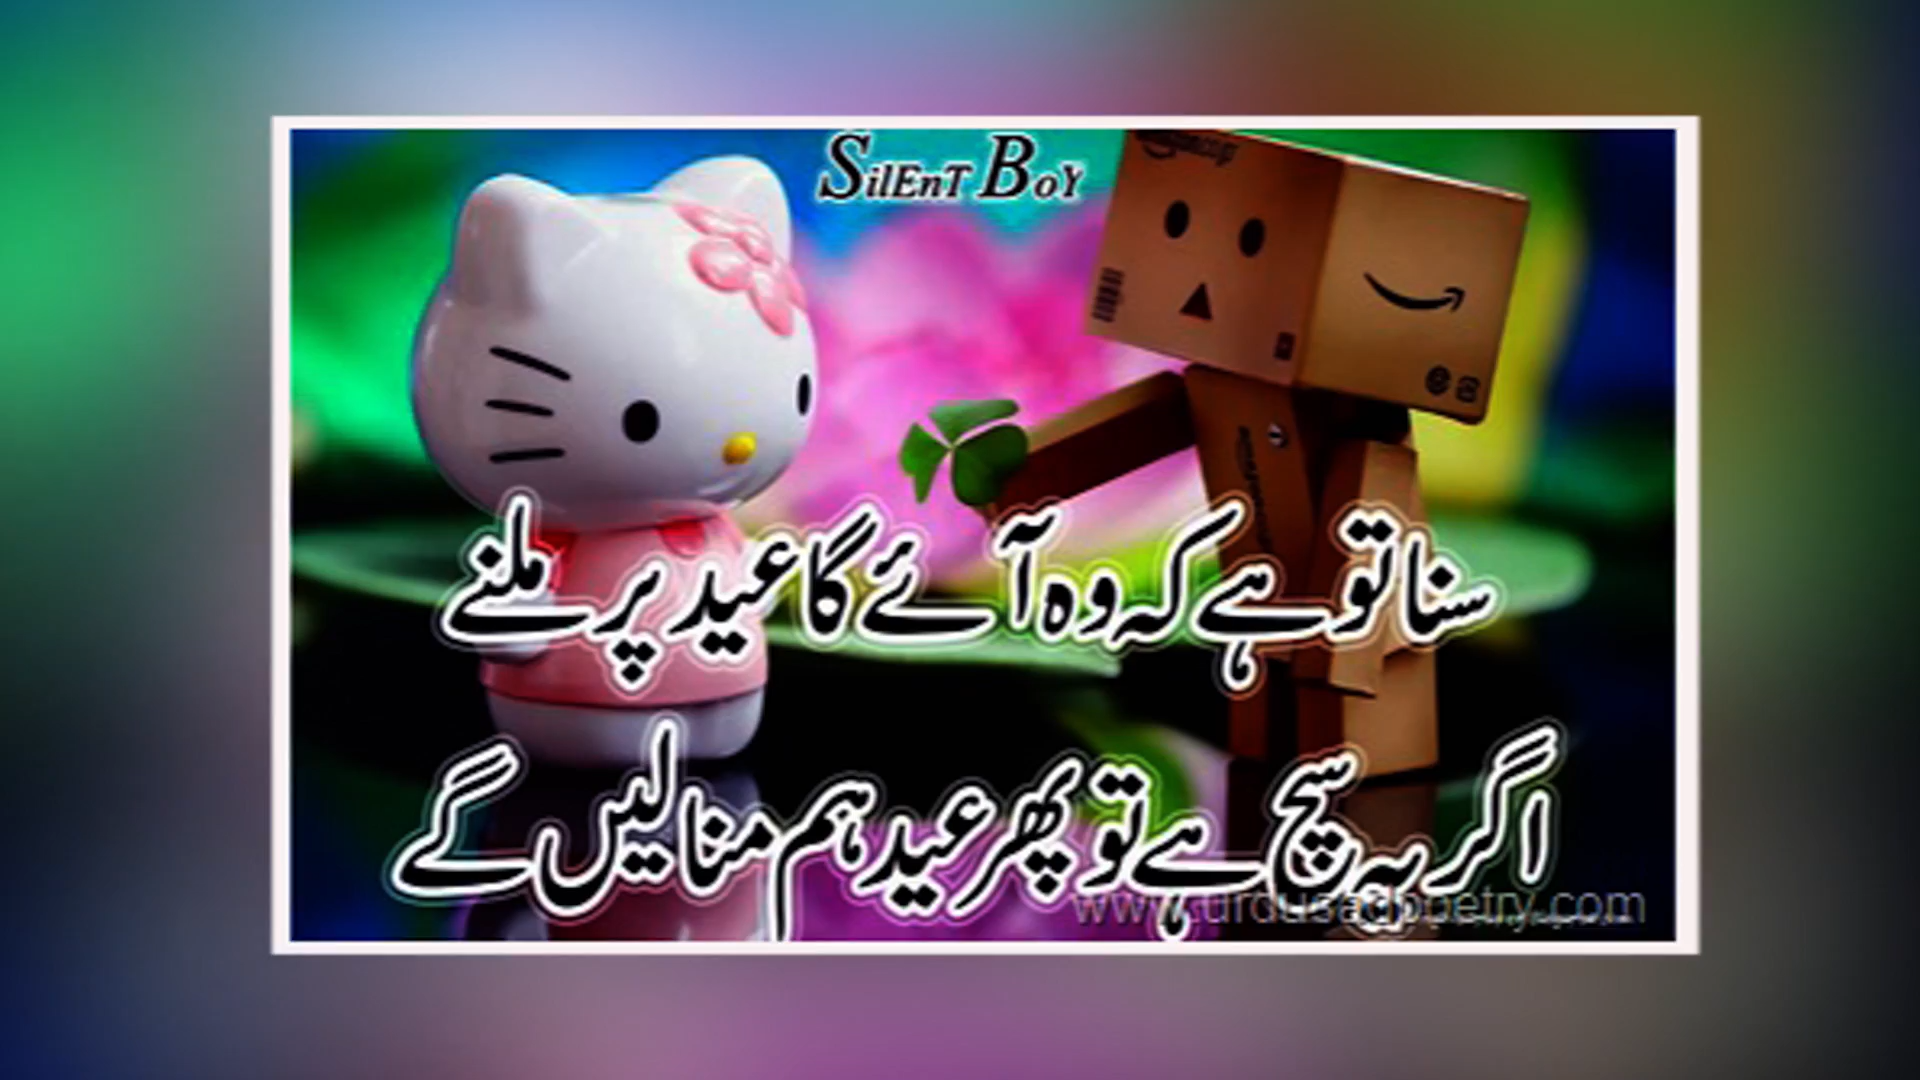 SilEnT BoY
سنا تو ہے کہ وہ آئے گا عید پر ملنے
اگر یہ سچ ہے تو پھر عید ہم منا لیں گے
www.urdusadpoetry.com